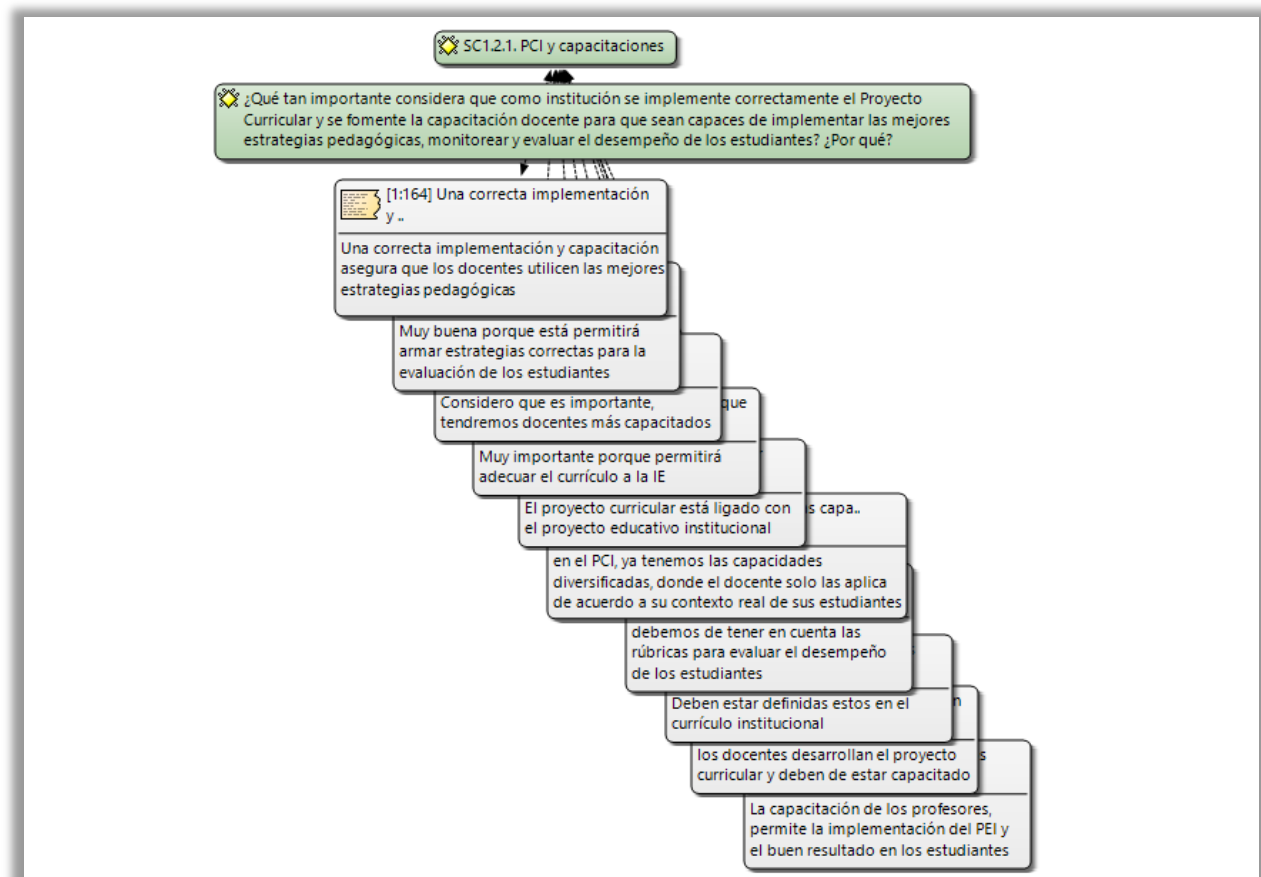 SC1.2.1. PCI y capacitaciones
¿Qué tan importante considera que como institución se implemente correctamente el Proyecto
Curricular y se fomente la capacitación docente para que sean capaces de implementar las mejores
estrategias pedagógicas, monitorear y evaluar el desempeño de los estudiantes? ¿Por qué?
[1:164] Una correcta implementación
y ..
Una correcta implementación y capacitación
asegura que los docentes utilicen las mejores
estrategias pedagógicas
Muy buena porque está permitirá
armar estrategias correctas para la
evaluación de los estudiantes
Considero que es importante,
tendremos docentes más capacitados
que
Muy importante porque permitirá
adecuar el currículo a la IE
El proyecto curricular está ligado con
el proyecto educativo institucional
s capa..
en el PCI, ya tenemos las capacidades
diversificadas, donde el docente solo las aplica
de acuerdo a su contexto real de sus estudiantes
debemos de tener en cuenta las
rúbricas para evaluar el desempeño
de los estudiantes
s
Deben estar definidas estos en el
currículo institucional
n
los docentes desarrollan el proyecto
curricular y deben de estar capacitado
s
La capacitación de los profesores,
permite la implementación del PEI y
el buen resultado en los estudiantes